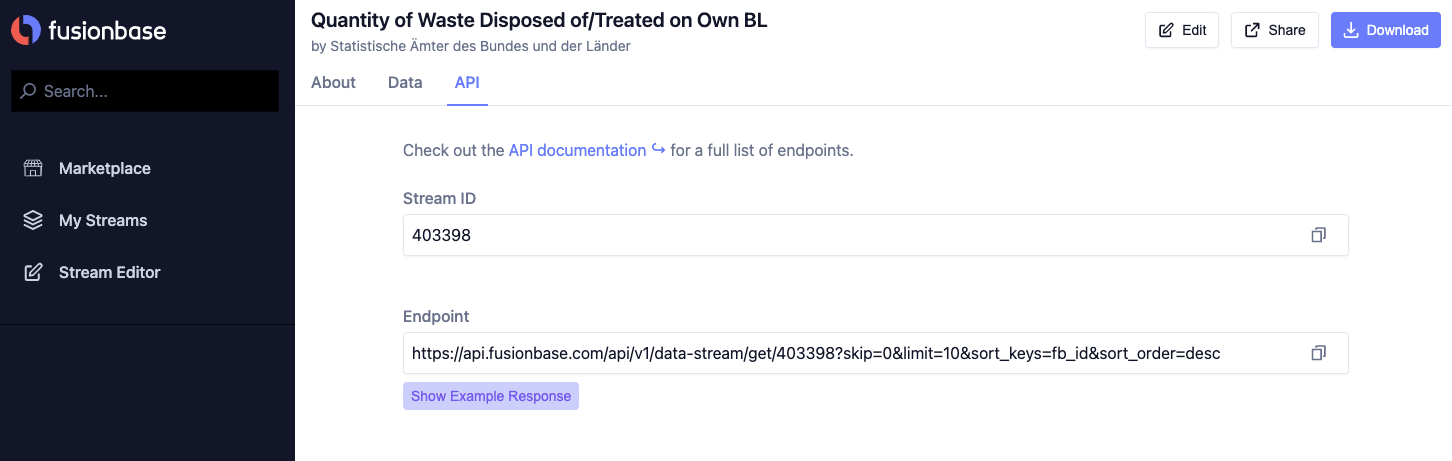 fusionbase
Search...
Marketplace
My Streams
Stream Editor
Quantity of Waste Disposed of/Treated on Own BL
by Statistische Ämter des Bundes und der Länder
Edit
Share
Download
About
Data
API
Check out the API documentation ↪ for a full list of endpoints.
Stream ID
403398
Endpoint
https://api.fusionbase.com/api/v1/data-stream/get/403398?skip=0&limit=10&sort_keys=fb_id&sort_order=desc
Show Example Response